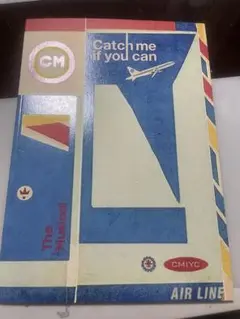 CM
Catch me
if you can
The
Musical
CMIYC
AIR LINE